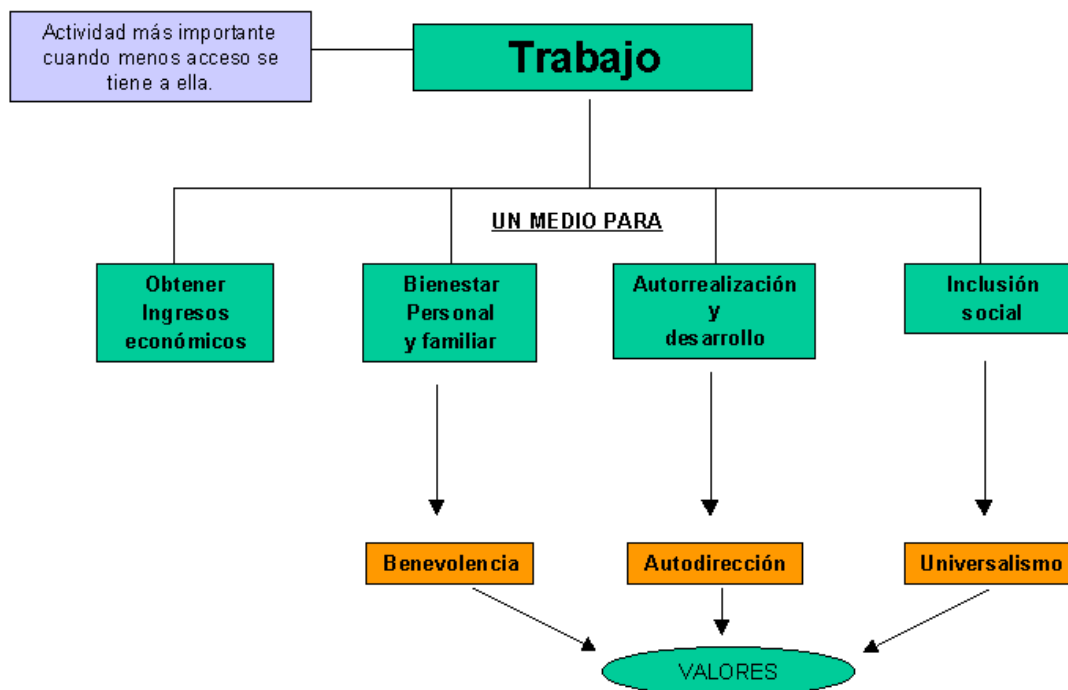 Actividad más importante
cuando menos acceso se
tiene a ella.
Trabajo
UN MEDIO PARA
Obtener
Ingresos
económicos
Bienestar
Personal
y familiar
Autorrealización
y
desarrollo
Inclusión
social
Benevolencia
Autodirección
Universalismo
VALORES